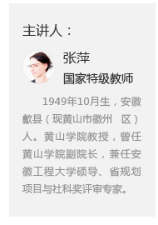 主讲人：
张萍
国家特级教师
1949年10月生，安徽
歙县（现黄山市徽州 区）
人。黄山学院教授，曾任
黄山学院副院长，兼任安
徽工程大学硕导、省规划
项目与社科奖评审专家。